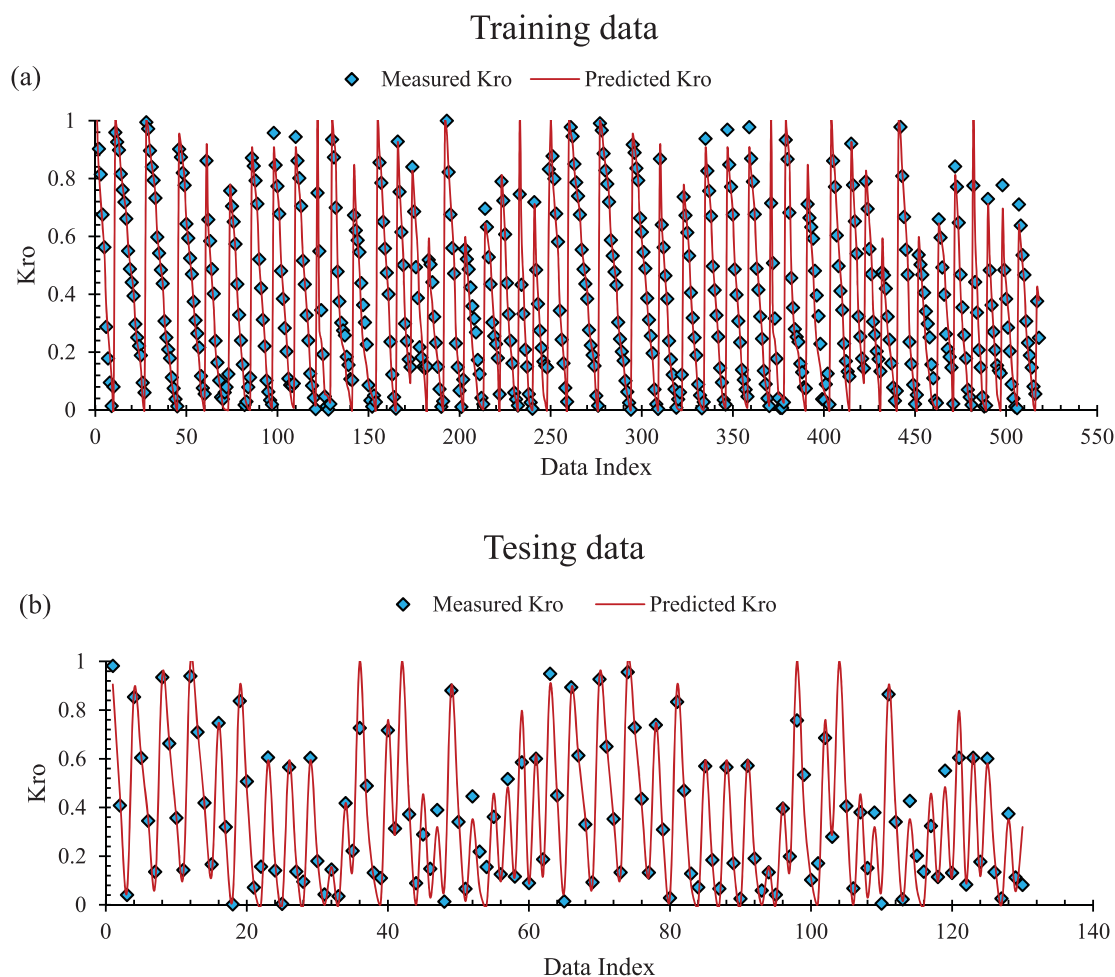 Training data
(a)
Measured Kro Predicted Kro
1
0.8
0.6
0.4
0.2
0
Kro
0 50 100 150 200 250 300 350 400 450 500 550
Data Index
Tesing data
(b)
Measured Kro Predicted Kro
1
0.8
0.6
0.4
0.2
0
Kro
0 20 40 60 80 100 120 140
Data Index